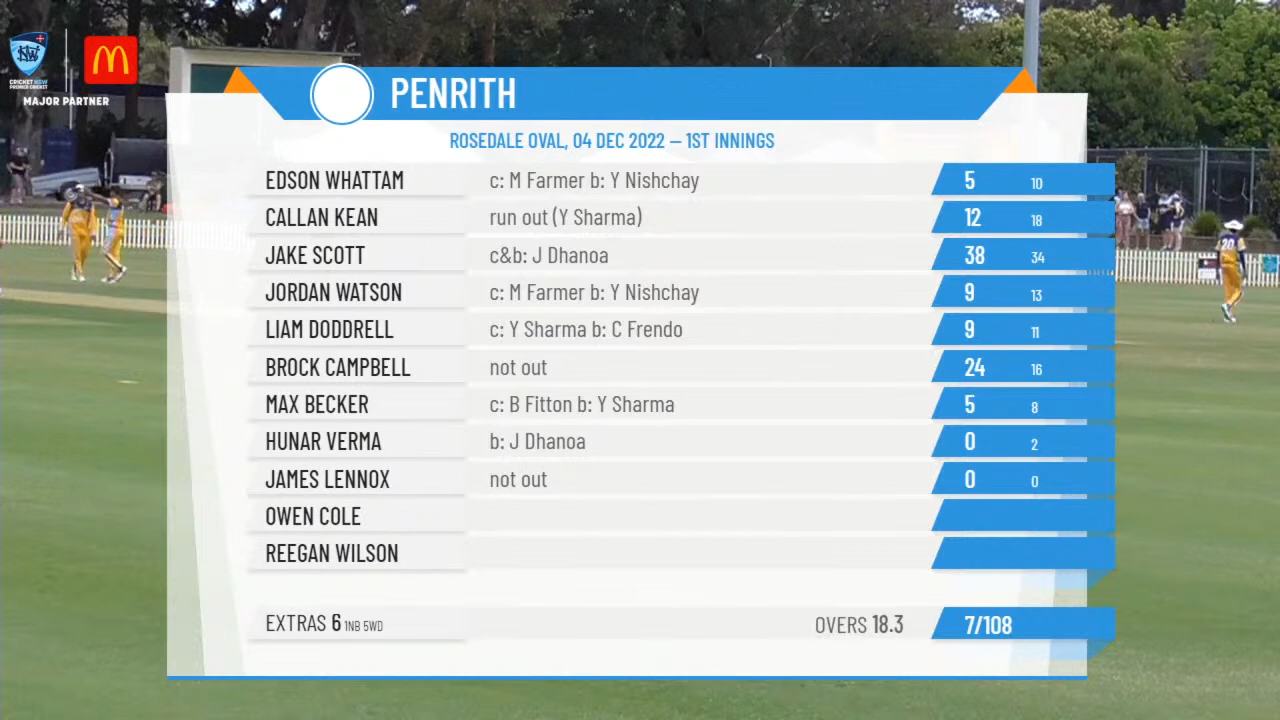 CRICKET NSW
PREMIER CRICKET
MAJOR PARTNER
PENRITH
ROSEDALE OVAL, 04 DEC 2022 – 1ST INNINGS
EDSON WHATTAM c: M Farmer b: Y Nishchay 5 10
CALLAN KEAN run out (Y Sharma) 12 18
JAKE SCOTT c&b: J Dhanoa 38 34
JORDAN WATSON c: M Farmer b: Y Nishchay 9 13
LIAM DODDRELL c: Y Sharma b: C Frendo 9 11
BROCK CAMPBELL not out 24 16
MAX BECKER c: B Fitton b: Y Sharma 5 8
HUNAR VERMA b: J Dhanoa 0 2
JAMES LENNOX not out 0 0
OWEN COLE
REEGAN WILSON
EXTRAS 6 1NB 5WD OVERS 18.3 7/108
20